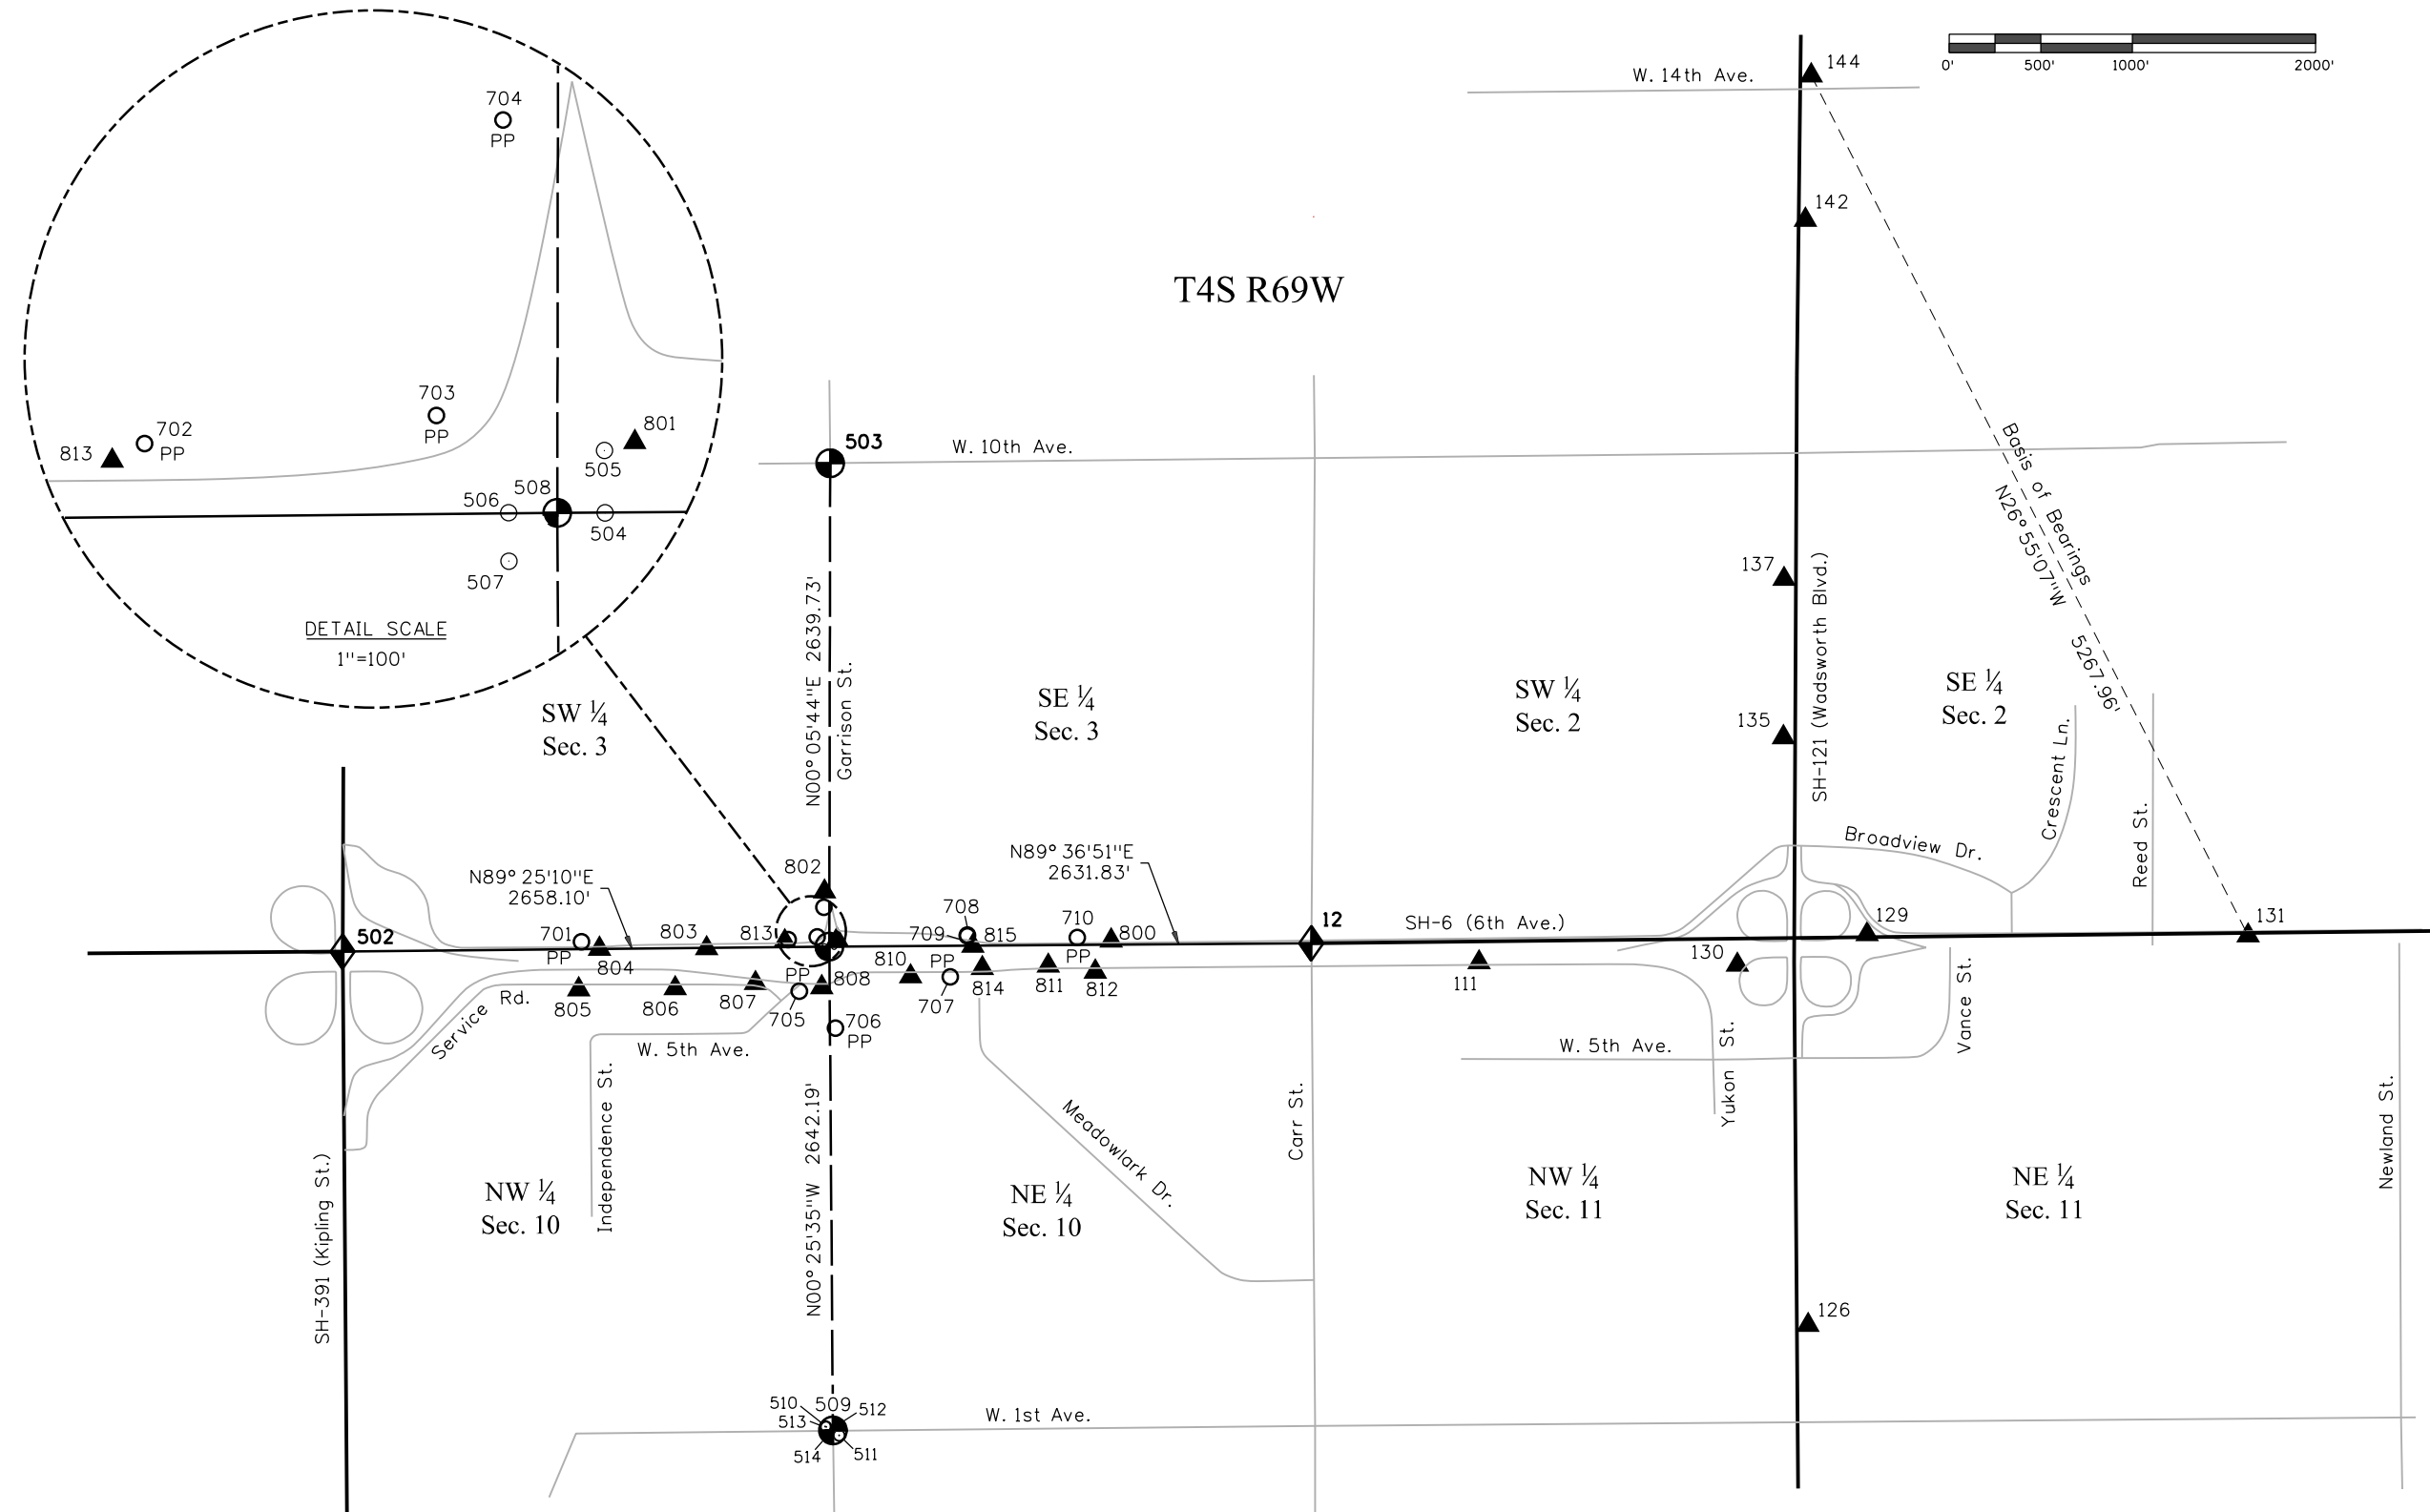 704
PP
703
PP
702
PP
813
801
505
506
508
504
507
DETAIL SCALE
1"=100'
W. 14th Ave.
144
0' 500' 1000' 2000'
142
T4S R69W
503
W. 10th Ave.
137
135
Basis of Bearings
N26°55'07"W 5267.96'
SH-121 (Wadsworth Blvd.)
N00°05'44"E 2639.73'
Garrison St.
SW ¼
Sec. 3
SE ¼
Sec. 3
SW ¼
Sec. 2
SE ¼
Sec. 2
Crescent Ln.
Reed St.
Broadview Dr.
N89°25'10"E
2658.10'
802
N89°36'51"E
2631.83'
502
701
PP
804
803
813
708
709
PP
815
710
PP
800
12
SH-6 (6th Ave.)
129
131
130
805
806
807
PP
705
808
810
707
814
811
812
111
706
PP
Service Rd.
W. 5th Ave.
W. 5th Ave.
Yukon St.
Vance St.
Independence St.
N00°25'35"W 2642.19'
Meadowlark Dr.
Carr St.
Newland St.
SH-391 (Kipling St.)
NW ¼
Sec. 10
NE ¼
Sec. 10
NW ¼
Sec. 11
NE ¼
Sec. 11
126
510
509
512
513
514
511
W. 1st Ave.